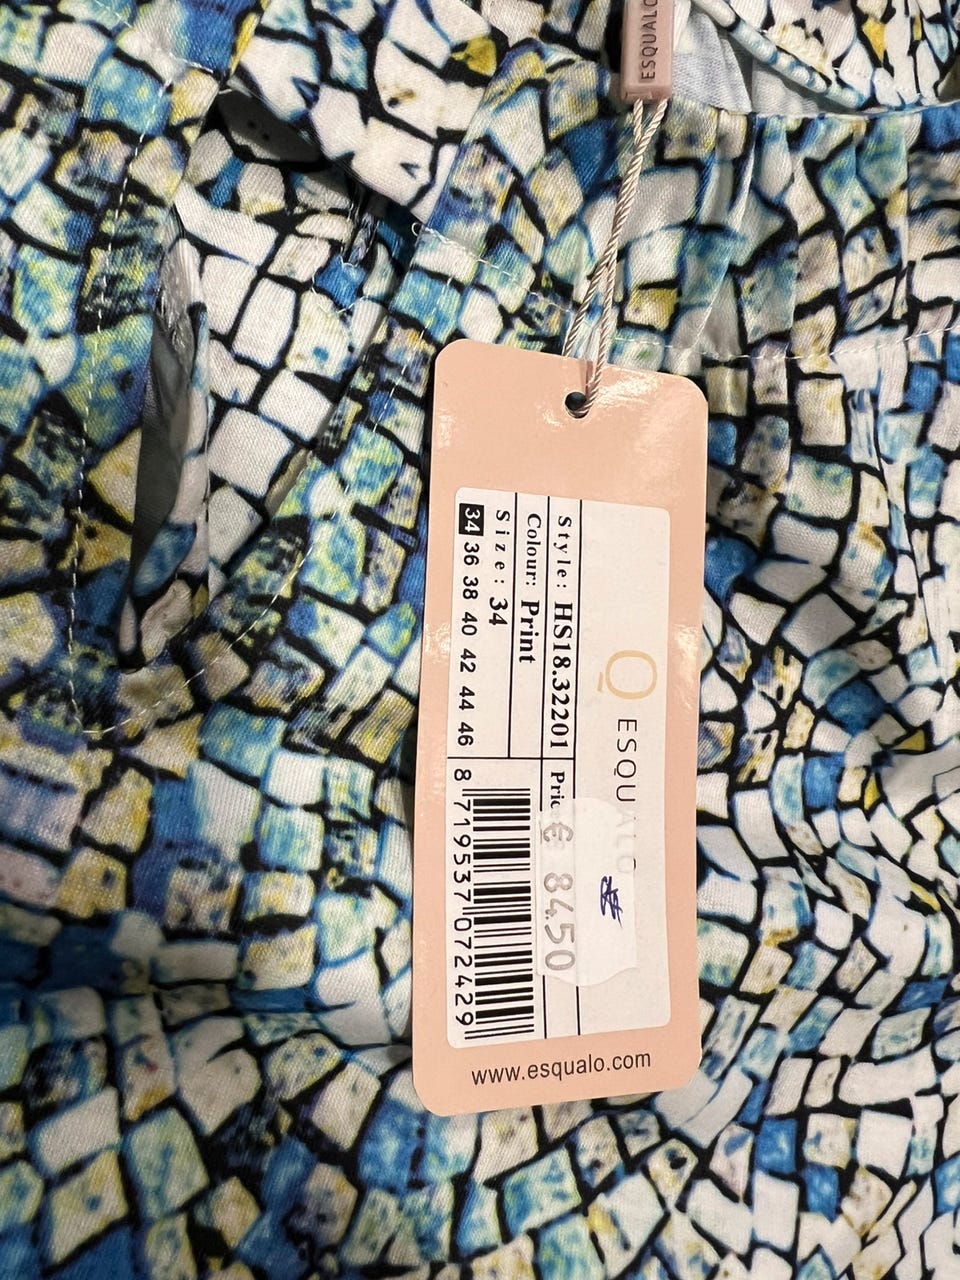 ESQUALO
ESQUALO
Style: HS18.32201
Colour: Print
Size: 34
34 36 38 40 42 44 46
€ 84.50
8 719537 072429
www.esqualo.com